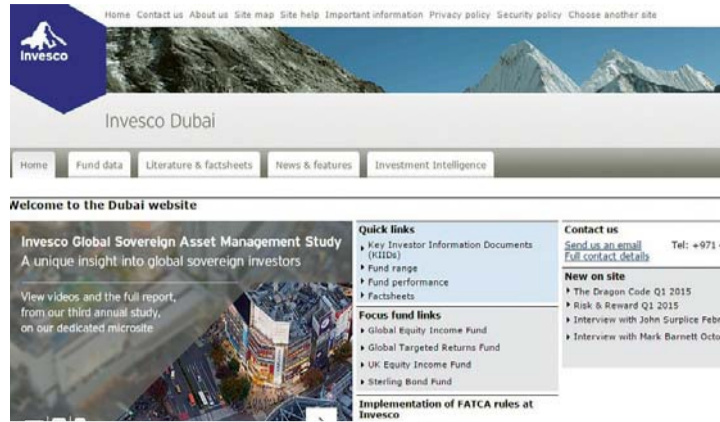 Home Contact us About us Site map Site help Important information Privacy policy Security policy Choose another site
Invesco
Invesco Dubai
Home Fund data Literature & factsheets News & features Investment Intelligence
Welcome to the Dubai website
Invesco Global Sovereign Asset Management Study
A unique insight into global sovereign investors
View videos and the full report,
from our third annual study,
on our dedicated microsite
Quick links
Key Investor Information Documents
(KIIDs)
Fund range
Fund performance
Factsheets
Focus fund links
Global Equity Income Fund
Global Targeted Returns Fund
UK Equity Income Fund
Sterling Bond Fund
Implementation of FATCA rules at
Invesco
Contact us
Send us an email Tel: +971
Full contact details
New on site
The Dragon Code Q1 2015
Risk & Reward Q1 2015
Interview with John Surplice Febr
Interview with Mark Barnett Octo